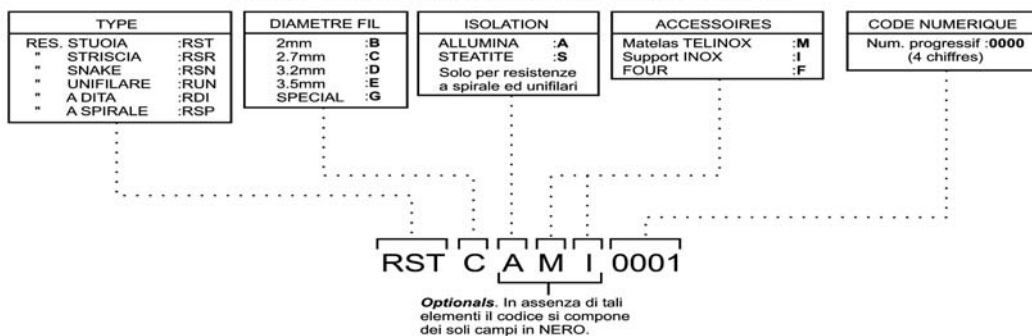 TYPE
RES. STUOIA :RST
" STRISCIA :RSR
" SNAKE :RSN
" UNIFILARE :RUN
" A DITA :RDI
" A SPIRALE :RSP
DIAMETRE FIL
2mm :B
2.7mm :C
3.2mm :D
3.5mm :E
SPECIAL :G
ISOLATION
ALLUMINA :A
STEATITE :S
Solo per resistenze
a spirale ed unifilari
ACCESSOIRES
Matelas TELINOX :M
Support INOX :I
FOUR :F
CODE NUMERIQUE
Num. progressif :0000
(4 chiffres)
RST C A M I 0001
Optionals. In assenza di tali
elementi il codice si compone
dei soli campi in NERO.